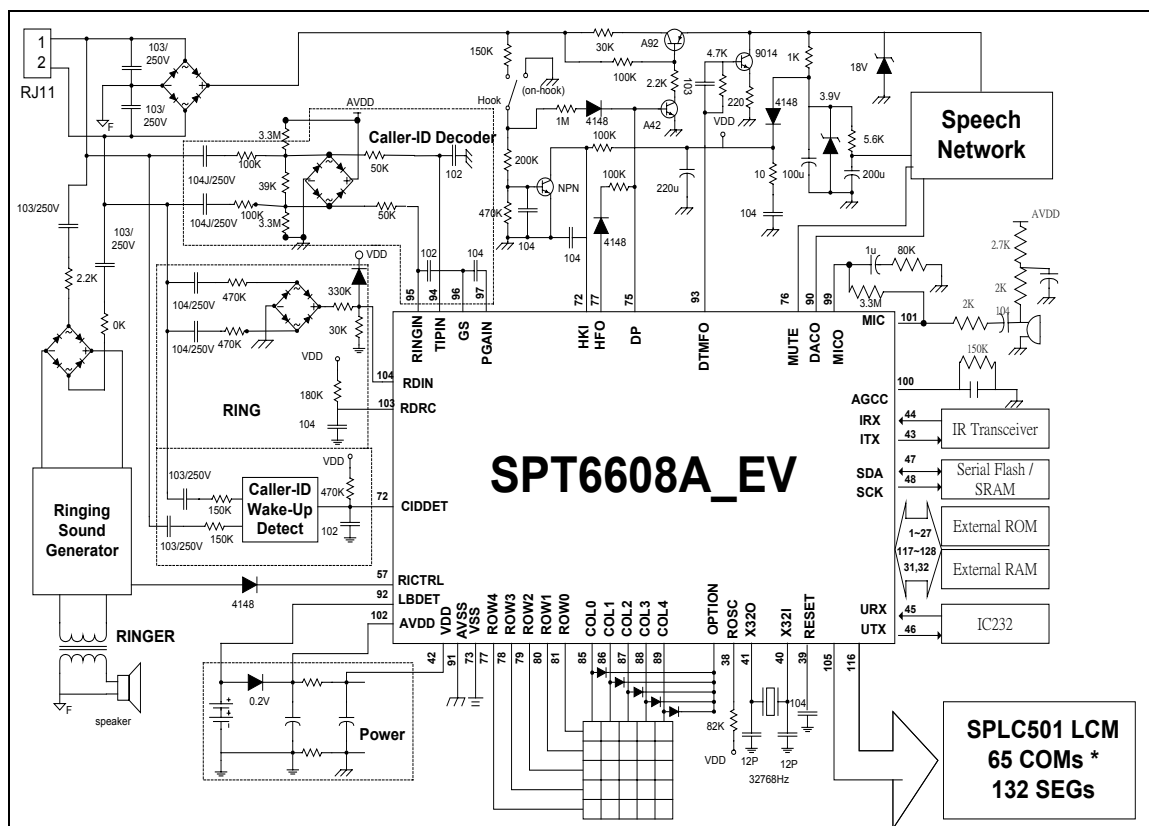 1
2
RJ11
103/
250V
103/
250V
F
150K
(on-hook)
Hook
30K
A92
100K
2.2K
A42
4.7K
9014
103
220
VDD
1K
4148
3.9V
18V
5.6K
10
100u
200u
104
Speech
Network
AVDD
Caller-ID Decoder
3.3M
100K
104J/250V
39K
50K
102
100K
104J/250V
3.3M
50K
102
104
1M
4148
100K
200K
NPN
100K
220u
470K
104
4148
104
103/250V
103/
250V
2.2K
0K
104/250V
470K
VDD
330K
30K
104/250V
470K
VDD
180K
104
RING
95
94
96
97
72
77
75
93
76
90
99
RINGIN
TIPIN
GS
PGAIN
HKI
HFO
DP
DTMFO
MUTE
DACO
MICO
1u
80K
3.3M
AVDD
2.7K
2K
2K
104
MIC
101
150K
100
AGCC
104
RDIN
103
RDRC
IRX
44
ITX
43
IR Transceiver
SDA
47
SCK
48
Serial Flash /
SRAM
SPT6608A_EV
1~27
117~128
31,32
External ROM
External RAM
URX
45
UTX
46
IC232
103/250V
150K
103/250V
150K
Caller-ID
Wake-Up
Detect
VDD
470K
102
72
CIDDET
Ringing
Sound
Generator
4148
57
RICTRL
92
LBDET
102
AVDD
VDD
AVSS
VSS
ROW4
ROW3
ROW2
ROW1
ROW0
COL0
COL1
COL2
COL3
COL4
OPTION
ROSC
X32O
X32I
RESET
42
91
73
77
78
79
80
81
85
86
87
88
89
38
41
40
39
105
116
RINGER
F
speaker
0.2V
Power
82K
VDD
12P
12P
32768Hz
104
SPLC501 LCM
65 COMs *
132 SEGs